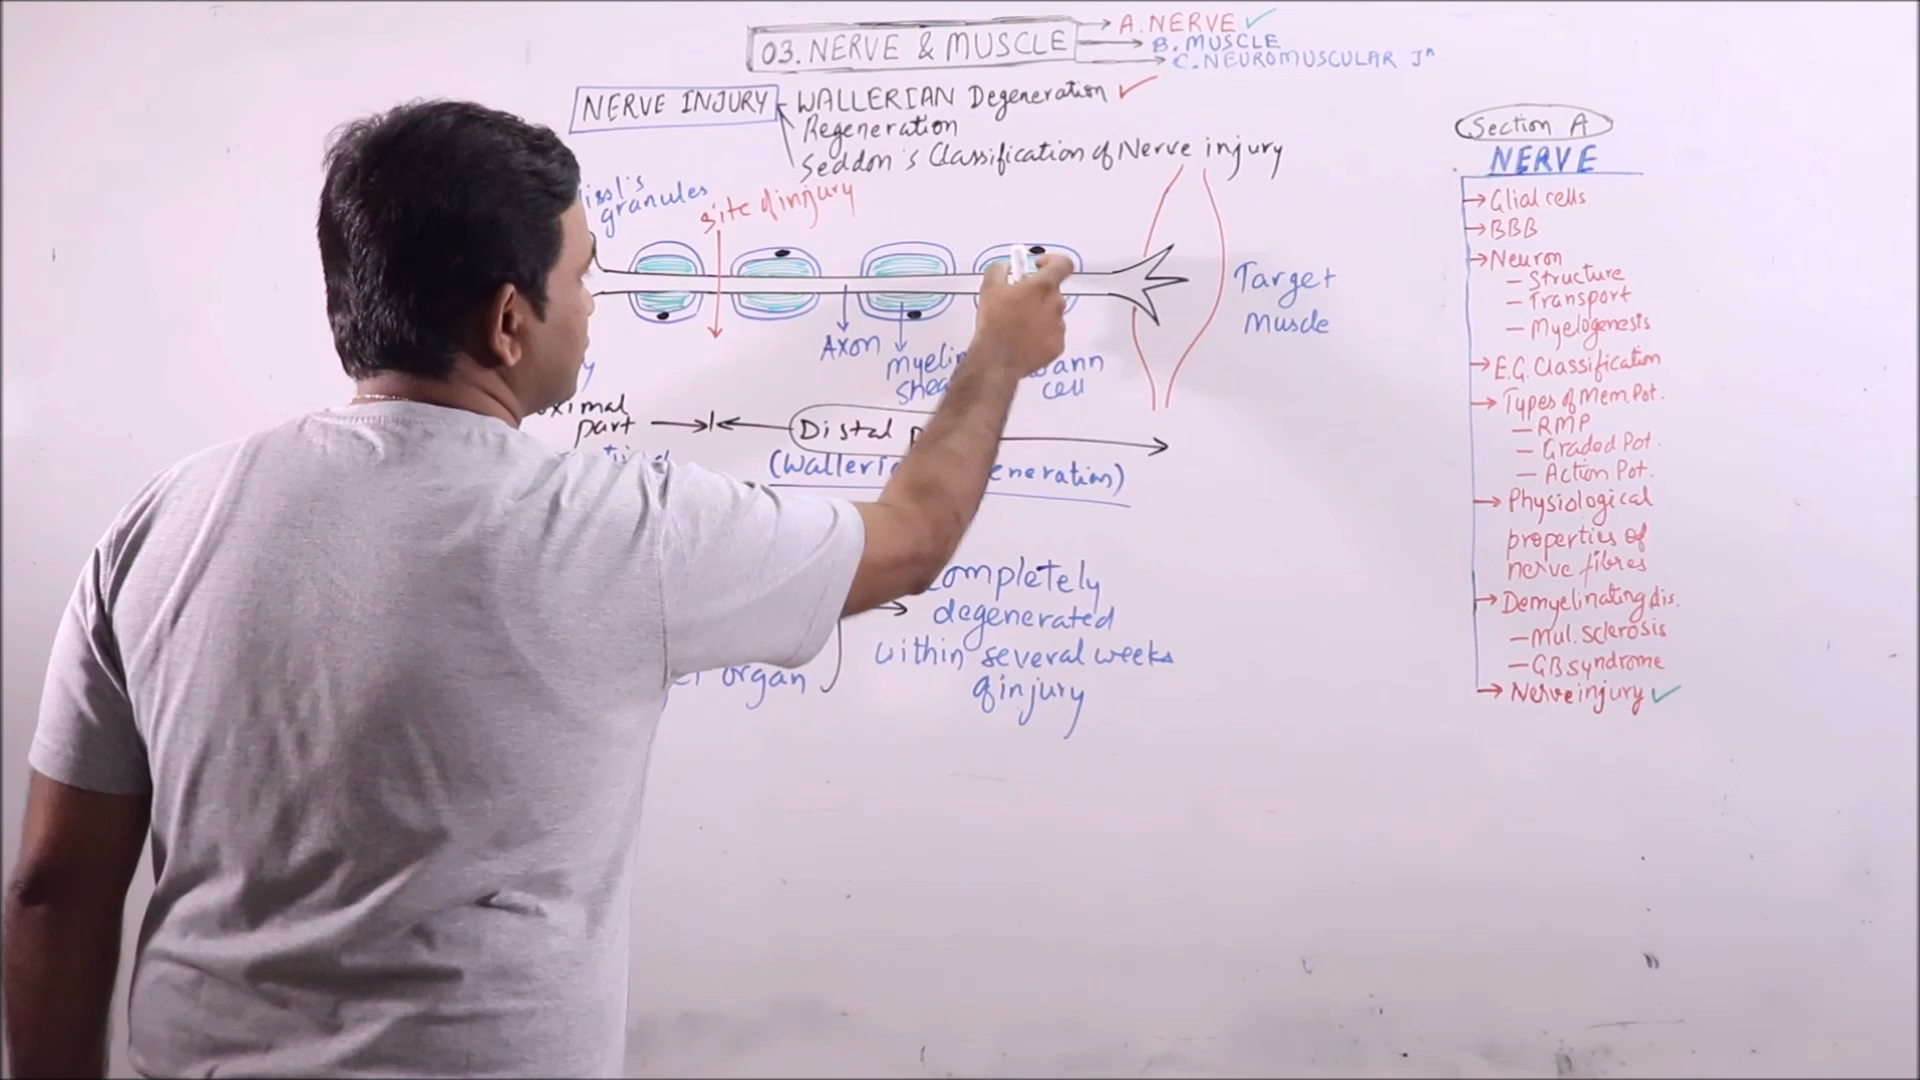 03. NERVE & MUSCLE
A. NERVE ✓
B. MUSCLE
C. NEUROMUSCULAR Jⁿ
NERVE INJURY
WALLERIAN Degeneration ✓
Regeneration
Seddon's Classification of Nerve injury
granules
site of injury
Axon
myelin
cell
Target
Muscle
part
Distal
completely
degenerated
within several weeks
of injury
organ
Section A
NERVE
→ Glial cells
→ BBB
→ Neuron
– Structure
– Transport
– Myelogenesis
→ E.G. Classification
→ Types of Mem. Pot.
– RMP
– Graded Pot.
– Action Pot.
→ Physiological
properties of
nerve fibres
→ Demyelinating dis.
– Mul. Sclerosis
– GB syndrome
→ Nerve injury ✓